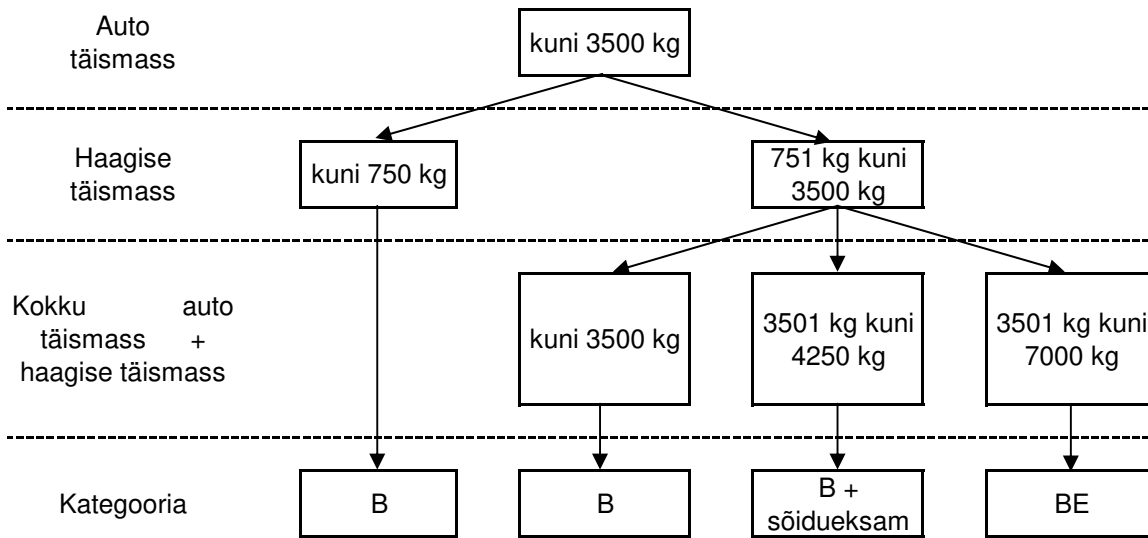 Auto
täismass
kuni 3500 kg
Haagise
täismass
kuni 750 kg
751 kg kuni
3500 kg
Kokku auto
täismass +
haagise täismass
kuni 3500 kg
3501 kg kuni
4250 kg
3501 kg kuni
7000 kg
Kategooria
B
B
B +
sõidueksam
BE